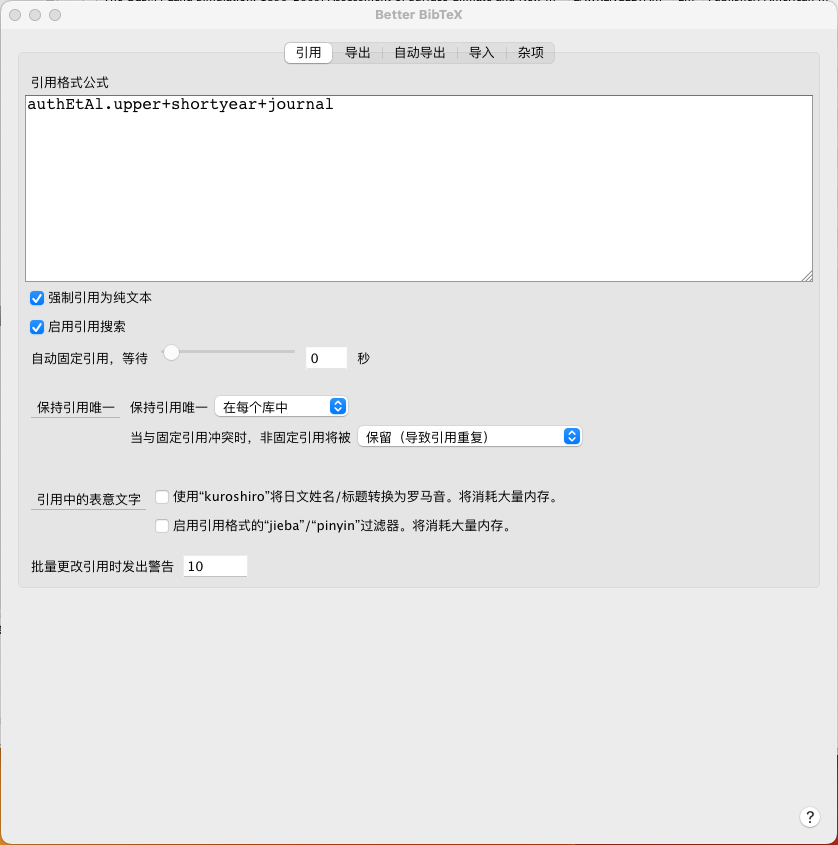 Better BibTeX
引用 导出 自动导出 导入 杂项
引用格式公式
authEtAl.upper+shortyear+journal
强制引用为纯文本
启用引用搜索
自动固定引用，等待 0 秒
保持引用唯一 保持引用唯一 在每个库中
当与固定引用冲突时，非固定引用将被 保留（导致引用重复）
引用中的表意文字 使用“kuroshiro”将日文姓名/标题转换为罗马音。将消耗大量内存。
启用引用格式的“jieba”/“pinyin”过滤器。将消耗大量内存。
批量更改引用时发出警告 10
?